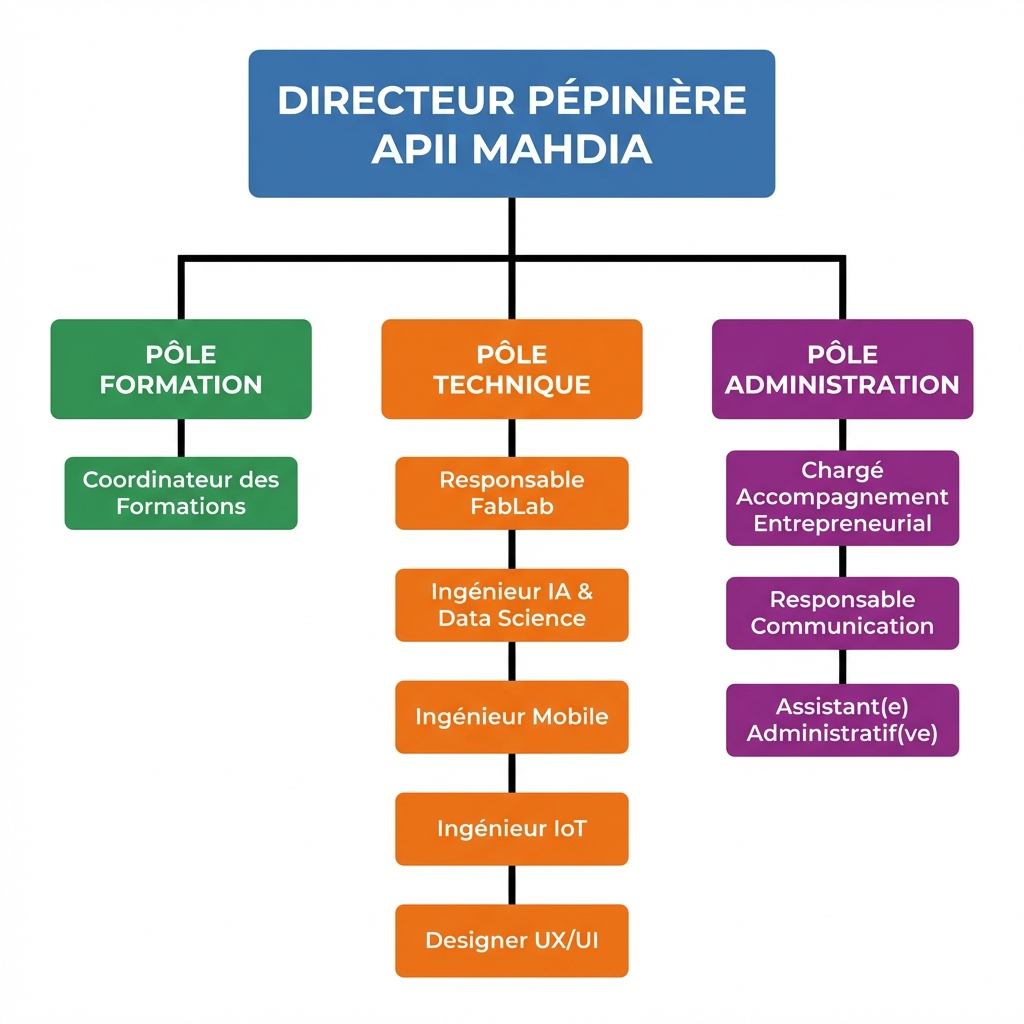 DIRECTEUR PÉPINIÈRE
APII MAHDIA
PÔLE
FORMATION
Coordinateur des
Formations
PÔLE
TECHNIQUE
Responsable
FabLab
Ingénieur IA &
Data Science
Ingénieur Mobile
Ingénieur IoT
Designer UX/UI
PÔLE
ADMINISTRATION
Chargé
Accompagnement
Entrepreneurial
Responsable
Communication
Assistant(e)
Administratif(ve)